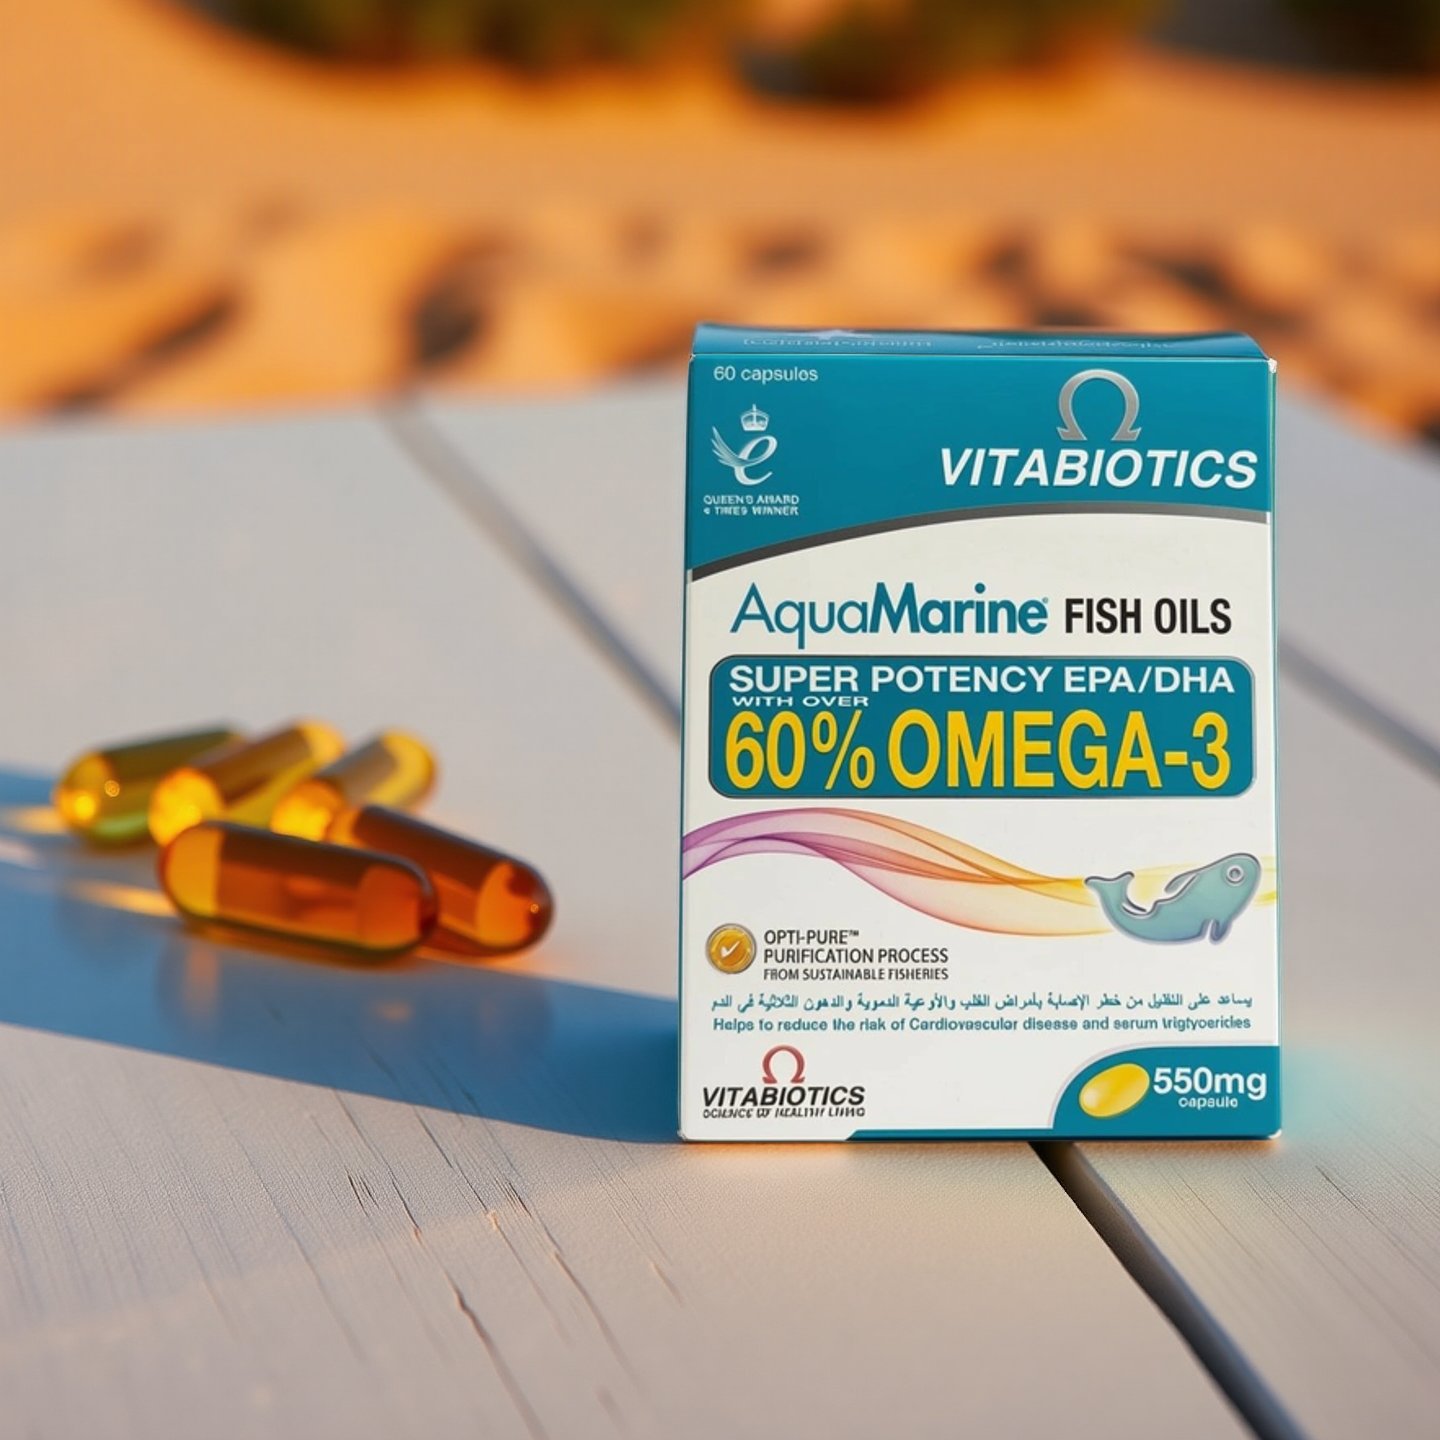 60 capsules
VITABIOTICS
AquaMarine FISH OILS
SUPER POTENCY EPA/DHA
WITH OVER
60% OMEGA-3
OPTI-PURE™
PURIFICATION PROCESS
FROM SUSTAINABLE FISHERIES
يساعد على التقليل من خطر الإصابة بأمراض القلب والأوعية الدموية والدهون الثلاثية في الدم
Helps to reduce the risk of Cardiovascular disease and serum
VITABIOTICS
550mg
capsule